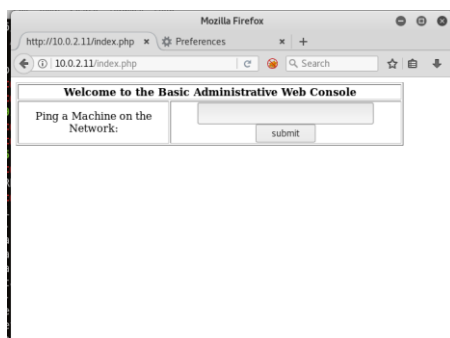 Mozilla Firefox
http://10.0.2.11/index.php × Preferences × +
10.0.2.11/index.php Search
Welcome to the Basic Administrative Web Console
Ping a Machine on the
Network:
submit